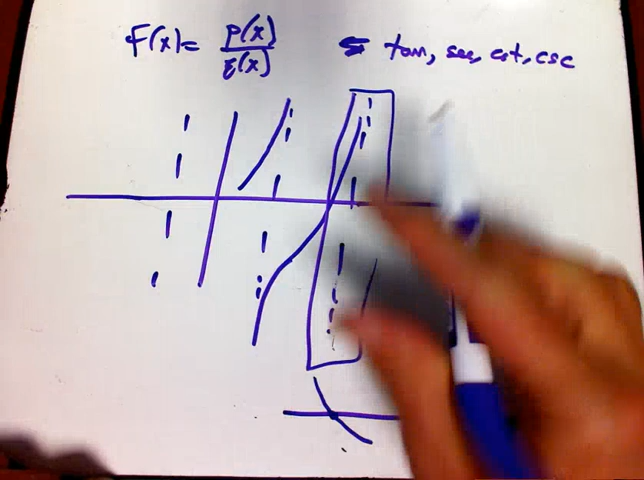 F(x)= p(x)/q(x) tan, sec, cot, csc